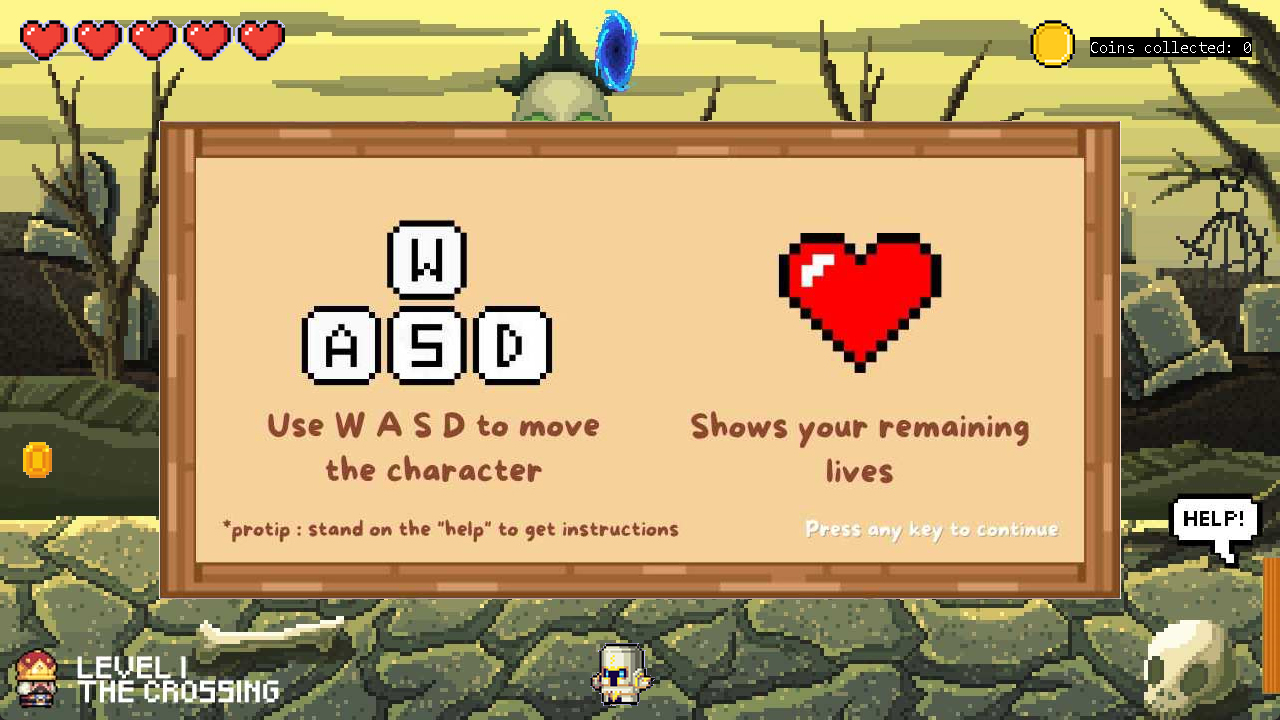 Coins collected: 0
W
A S D
Use W A S D to move
the character
Shows your remaining
lives
*protip : stand on the "help" to get instructions
Press any key to continue
HELP!
LEVEL 1
THE CROSSING